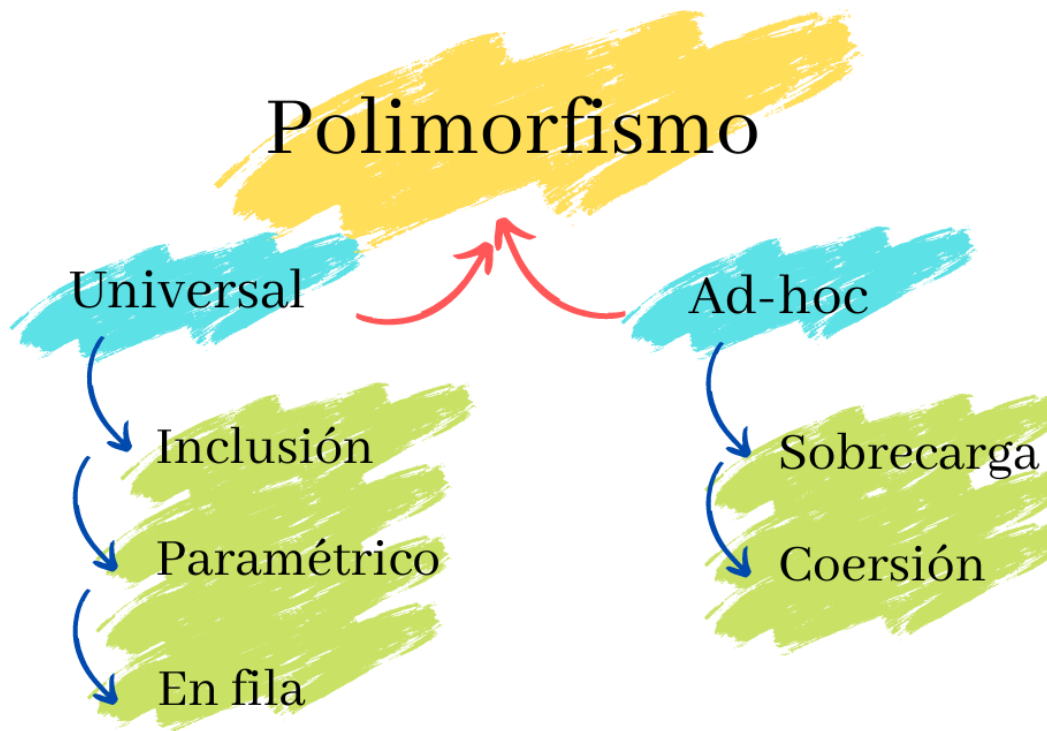 Polimorfismo
Universal
Ad-hoc
Inclusión
Paramétrico
En fila
Sobrecarga
Coersión